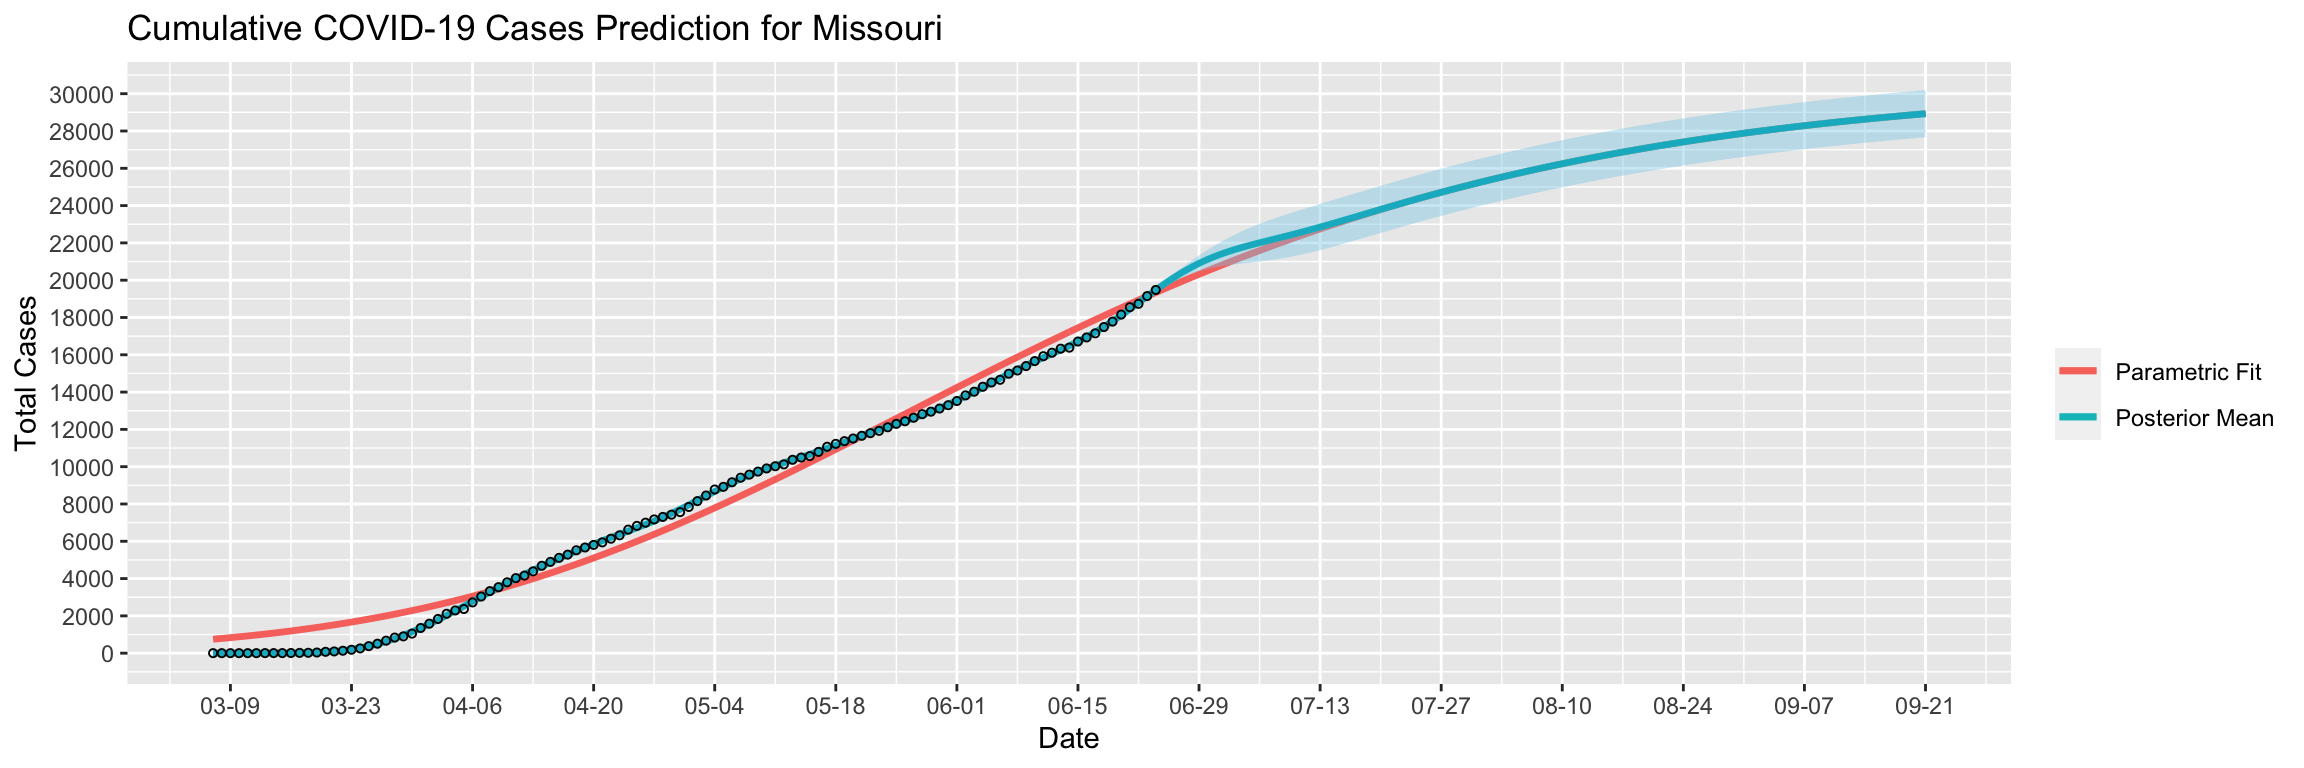 Cumulative COVID-19 Cases Prediction for Missouri
30000
28000
26000
24000
22000
20000
18000
16000
14000
12000
10000
8000
6000
4000
2000
0
Total Cases
03-09 03-23 04-06 04-20 05-04 05-18 06-01 06-15 06-29 07-13 07-27 08-10 08-24 09-07 09-21
Date
Parametric Fit
Posterior Mean